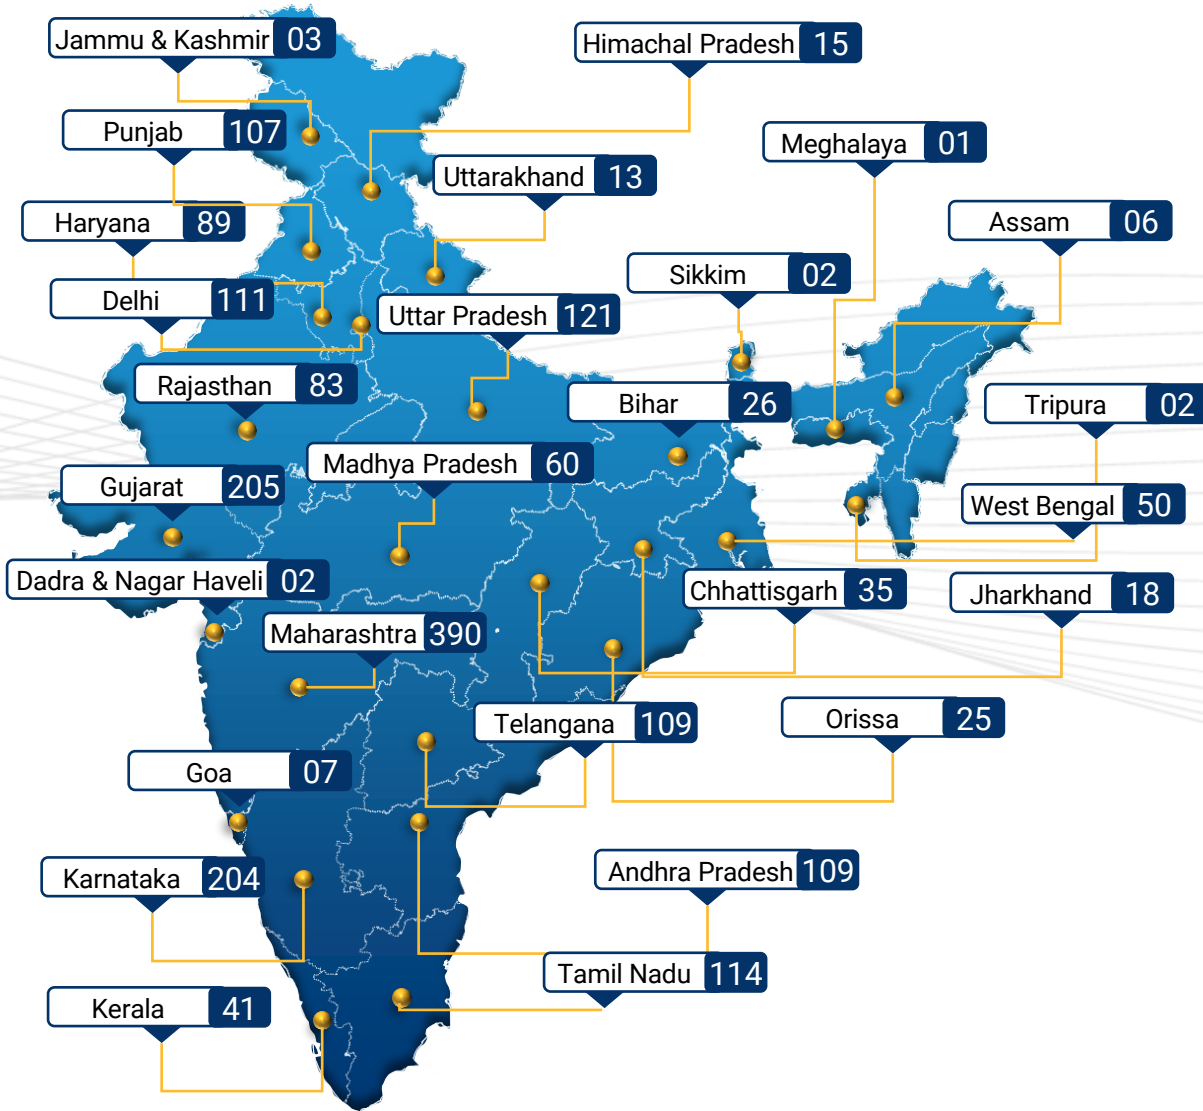 Jammu & Kashmir 03
Himachal Pradesh 15
Punjab 107
Meghalaya 01
Uttarakhand 13
Haryana 89
Assam 06
Sikkim 02
Delhi 111
Uttar Pradesh 121
Rajasthan 83
Bihar 26
Tripura 02
Madhya Pradesh 60
Gujarat 205
West Bengal 50
Dadra & Nagar Haveli 02
Chhattisgarh 35
Jharkhand 18
Maharashtra 390
Telangana 109
Orissa 25
Goa 07
Andhra Pradesh 109
Karnataka 204
Tamil Nadu 114
Kerala 41